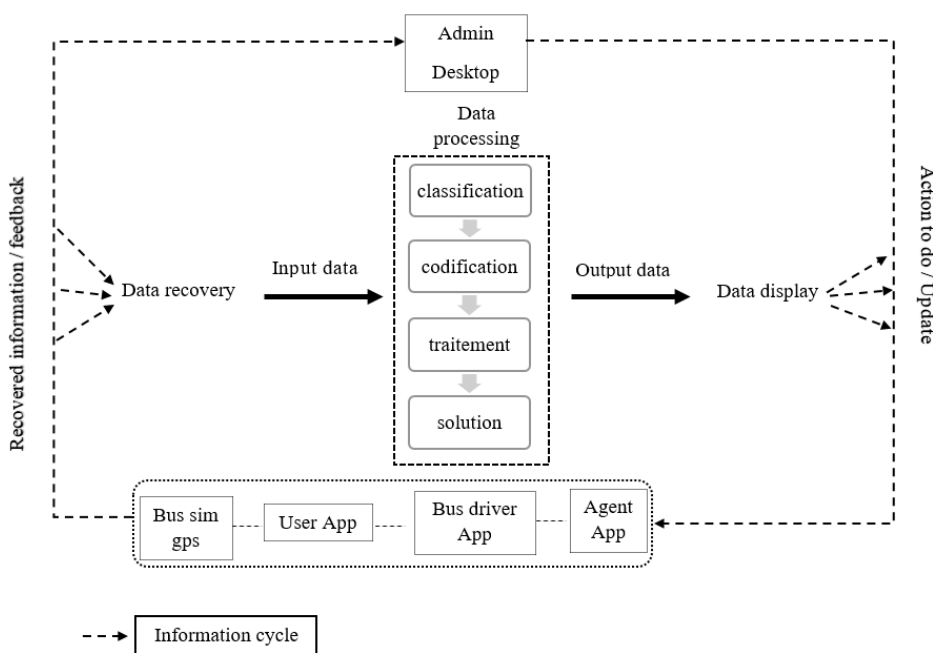 Admin
Desktop
Data
processing
classification
codification
traitement
solution
Recovered information / feedback
Data recovery
Input data
Output data
Data display
Action to do / Update
Bus sim
gps
User App
Bus driver
App
Agent
App
Information cycle